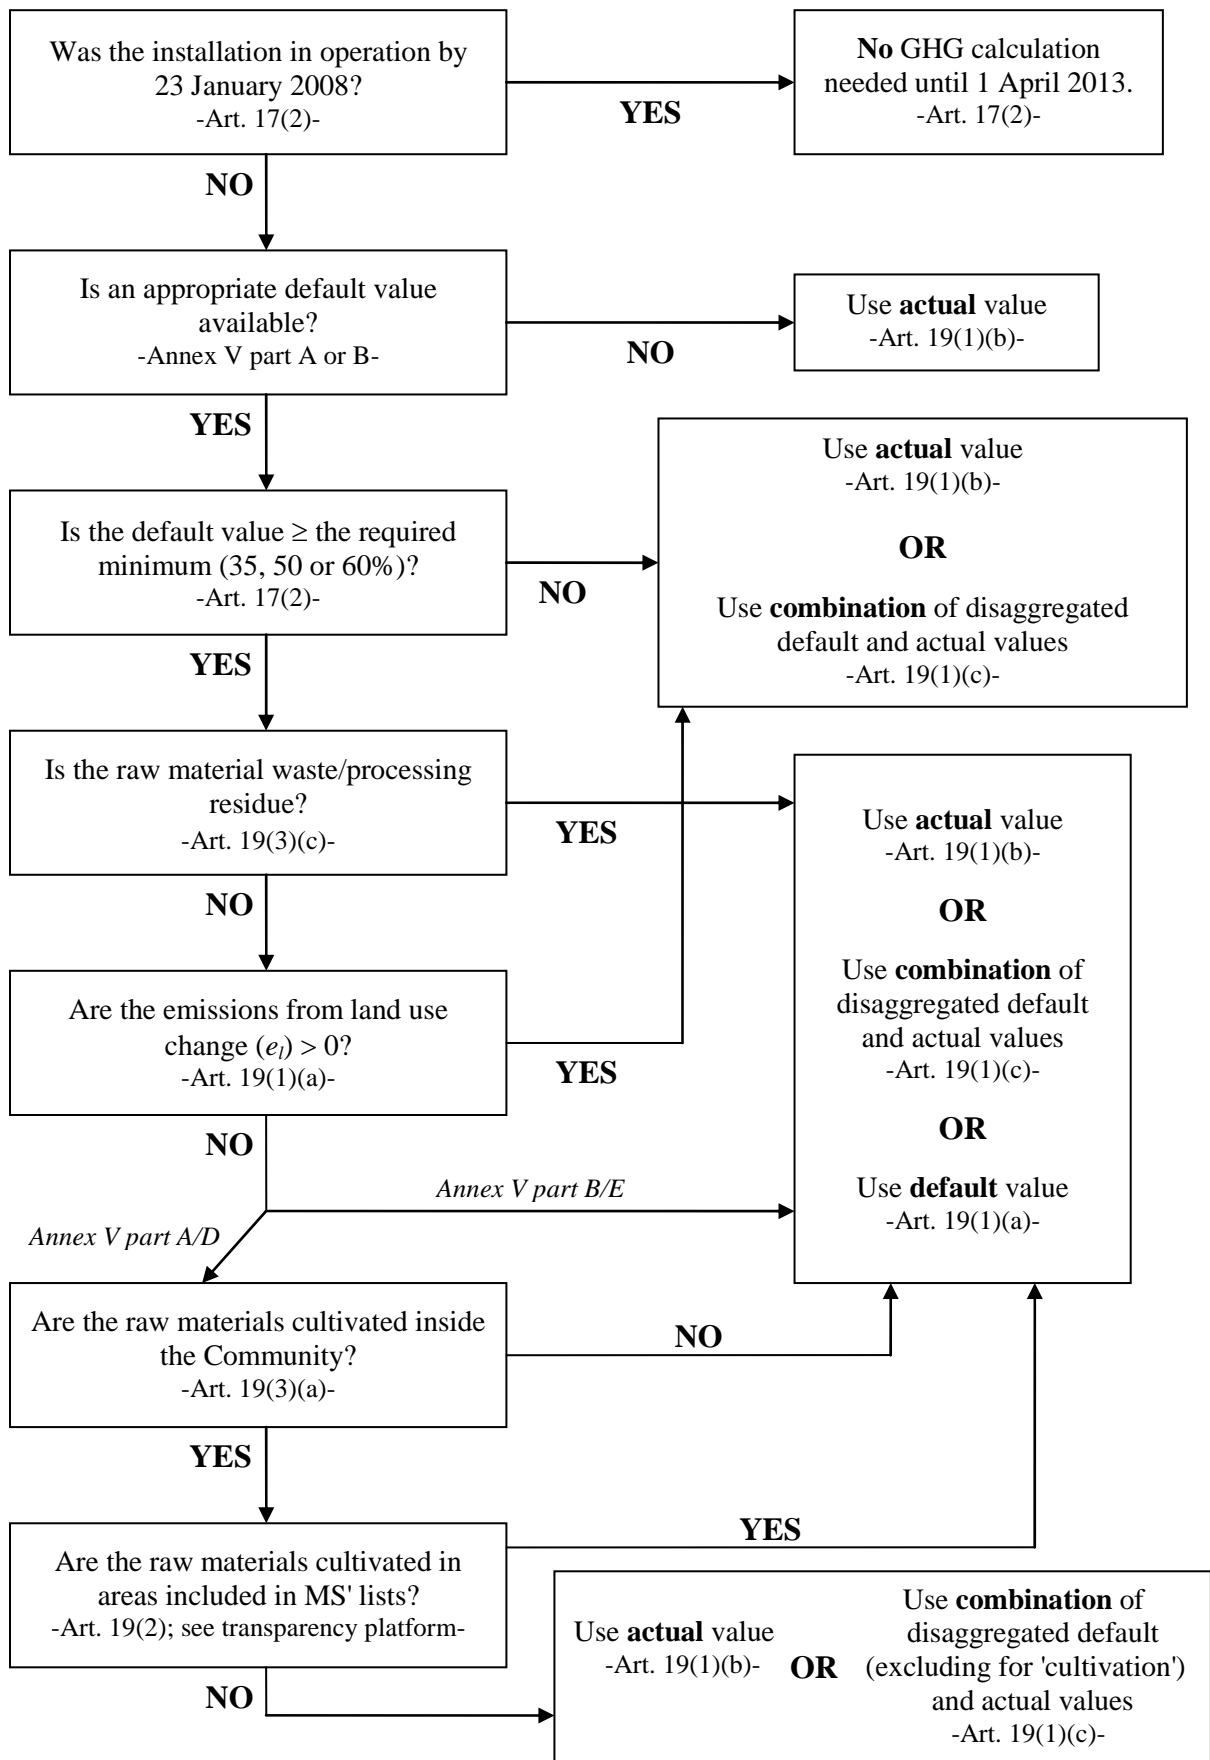 Was the installation in operation by
23 January 2008?
-Art. 17(2)-
YES
No GHG calculation
needed until 1 April 2013.
-Art. 17(2)-
NO
Is an appropriate default value
available?
-Annex V part A or B-
NO
Use actual value
-Art. 19(1)(b)-
YES
Is the default value ≥ the required
minimum (35, 50 or 60%)?
-Art. 17(2)-
NO
Use actual value
-Art. 19(1)(b)-
OR
Use combination of disaggregated
default and actual values
-Art. 19(1)(c)-
YES
Is the raw material waste/processing
residue?
-Art. 19(3)(c)-
YES
Use actual value
-Art. 19(1)(b)-
OR
Use combination of
disaggregated default
and actual values
-Art. 19(1)(c)-
OR
Use default value
-Art. 19(1)(a)-
NO
Are the emissions from land use
change (el) > 0?
-Art. 19(1)(a)-
YES
NO
Annex V part B/E
Annex V part A/D
Are the raw materials cultivated inside
the Community?
-Art. 19(3)(a)-
NO
YES
Are the raw materials cultivated in
areas included in MS' lists?
-Art. 19(2); see transparency platform-
YES
NO
Use actual value
-Art. 19(1)(b)-
OR
Use combination of
disaggregated default
(excluding for 'cultivation')
and actual values
-Art. 19(1)(c)-